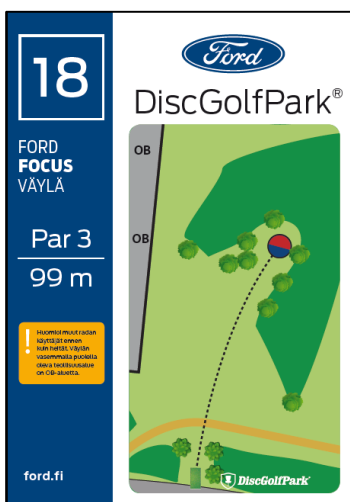 18
FORD
FOCUS
VÄYLÄ
Par 3
99 m
!
Huomioi muut radan
käyttäjät ennen
kuin heität. Väylän
vasemmalla puolella
oleva teollisuusalue
on OB-aluetta.
ford.fi
Ford
DiscGolfPark®
OB
OB
DiscGolfPark®